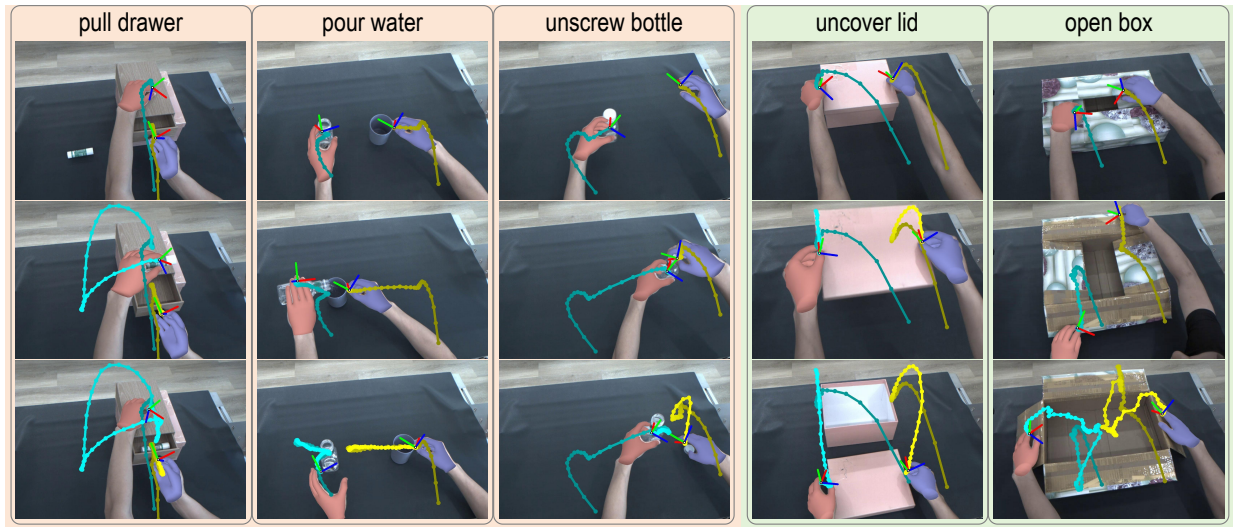 pull drawer
pour water
unscrew bottle
uncover lid
open box